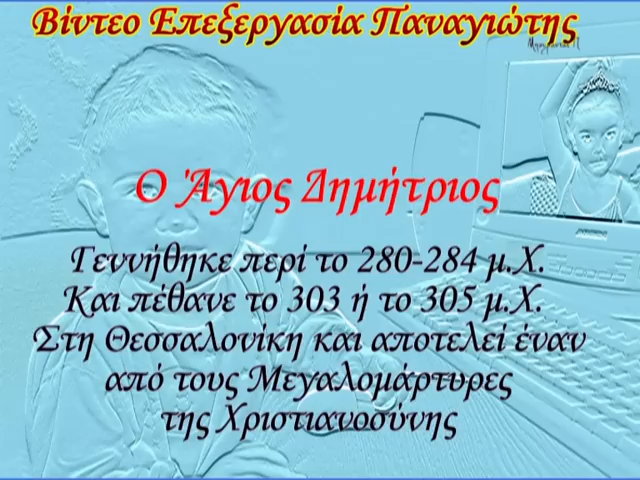 Βίντεο Επεξεργασία Παναγιώτης
Ο Άγιος Δημήτριος
Γεννήθηκε περί το 280-284 μ.Χ.
Και πέθανε το 303 ή το 305 μ.Χ.
Στη Θεσσαλονίκη και αποτελεί έναν
από τους Μεγαλομάρτυρες
της Χριστιανοσύνης